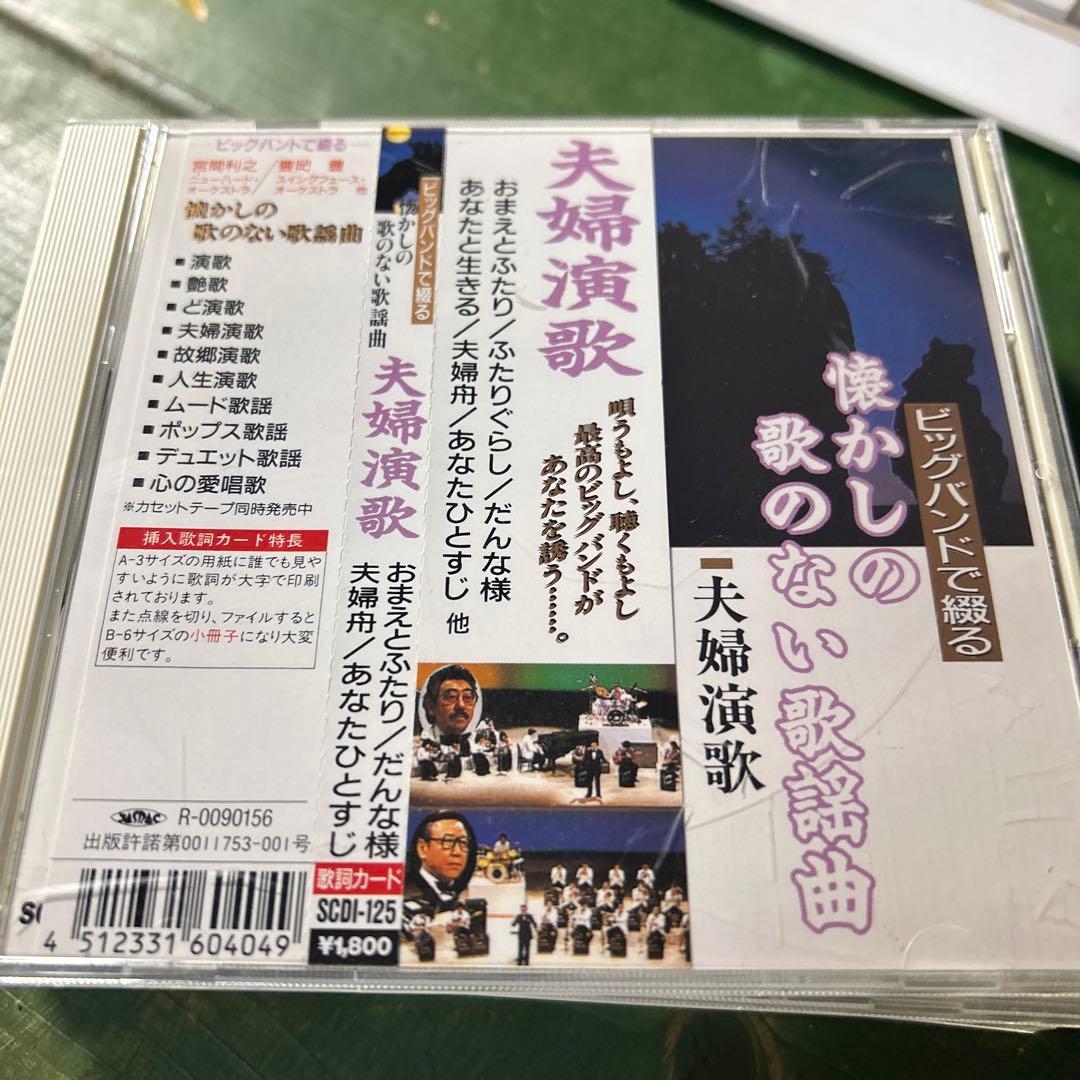 ビッグバンドで綴る
懐かしの
歌のない歌謡曲
夫婦演歌
夫婦演歌
唄うもよし、聴くもよし
最高のビッグバンドが
あなたを誘う……。
おまえとふたり/ふたりぐらし/だんな様
あなたと生きる/夫婦舟/あなたひとすじ 他
ビッグバンドで綴る
懐かしの
歌のない歌謡曲
夫婦演歌
おまえとふたり/だんな様
夫婦舟/あなたひとすじ
歌詞カード
SCDI-125
¥1,800
ビッグバンドで綴る
宮間利之/豊岡 豊
ニューハード・オーケストラ/スイングフェース・オーケストラ 他
懐かしの
歌のない歌謡曲
■演歌
■艶歌
■ど演歌
■夫婦演歌
■故郷演歌
■人生演歌
■ムード歌謡
■ポップス歌謡
■デュエット歌謡
■心の愛唱歌
※カセットテープ同時発売中
挿入歌詞カード特長
A-3サイズの用紙に誰でも見や
すいように歌詞が大字で印刷
されております。
また点線を切り、ファイルすると
B-6サイズの小冊子になり大変
便利です。
JASRAC R-0090156
出版許諾第0011753-001号
4 512331 604049